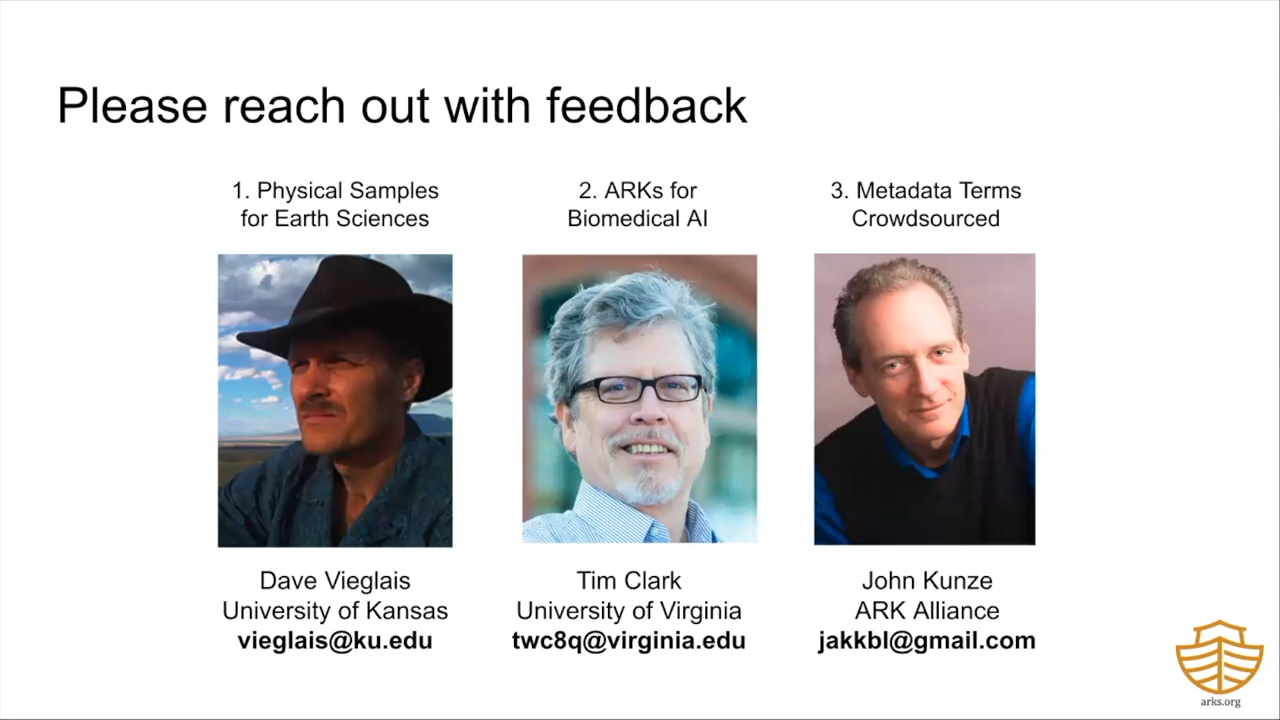 Please reach out with feedback
1. Physical Samples
for Earth Sciences
2. ARKs for
Biomedical AI
3. Metadata Terms
Crowdsourced
Dave Vieglais
University of Kansas
vieglais@ku.edu
Tim Clark
University of Virginia
twc8q@virginia.edu
John Kunze
ARK Alliance
jakkbl@gmail.com
arks.org